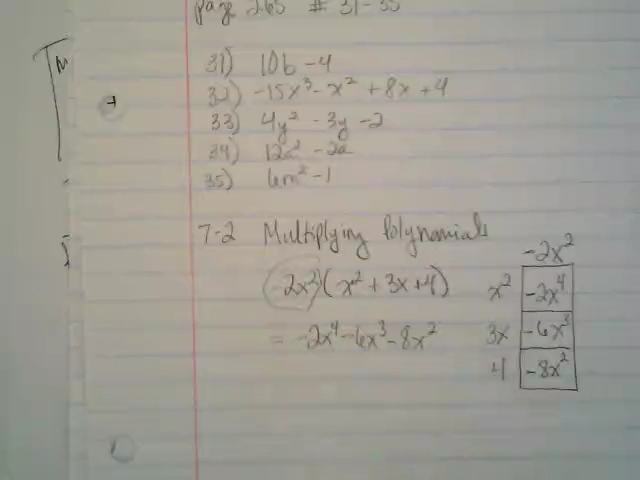 page 265 # 31-35
31) 10b - 4
32) -15x³ - x² + 8x + 4
33) 4y² - 3y - 2
34) 12a² - 2a
35) 6m² - 1
7-2 Multiplying Polynomials
-2x²
-2x²(x² + 3x + 4) x² -2x⁴
= -2x⁴ - 6x³ - 8x² 3x -6x³
4 -8x²